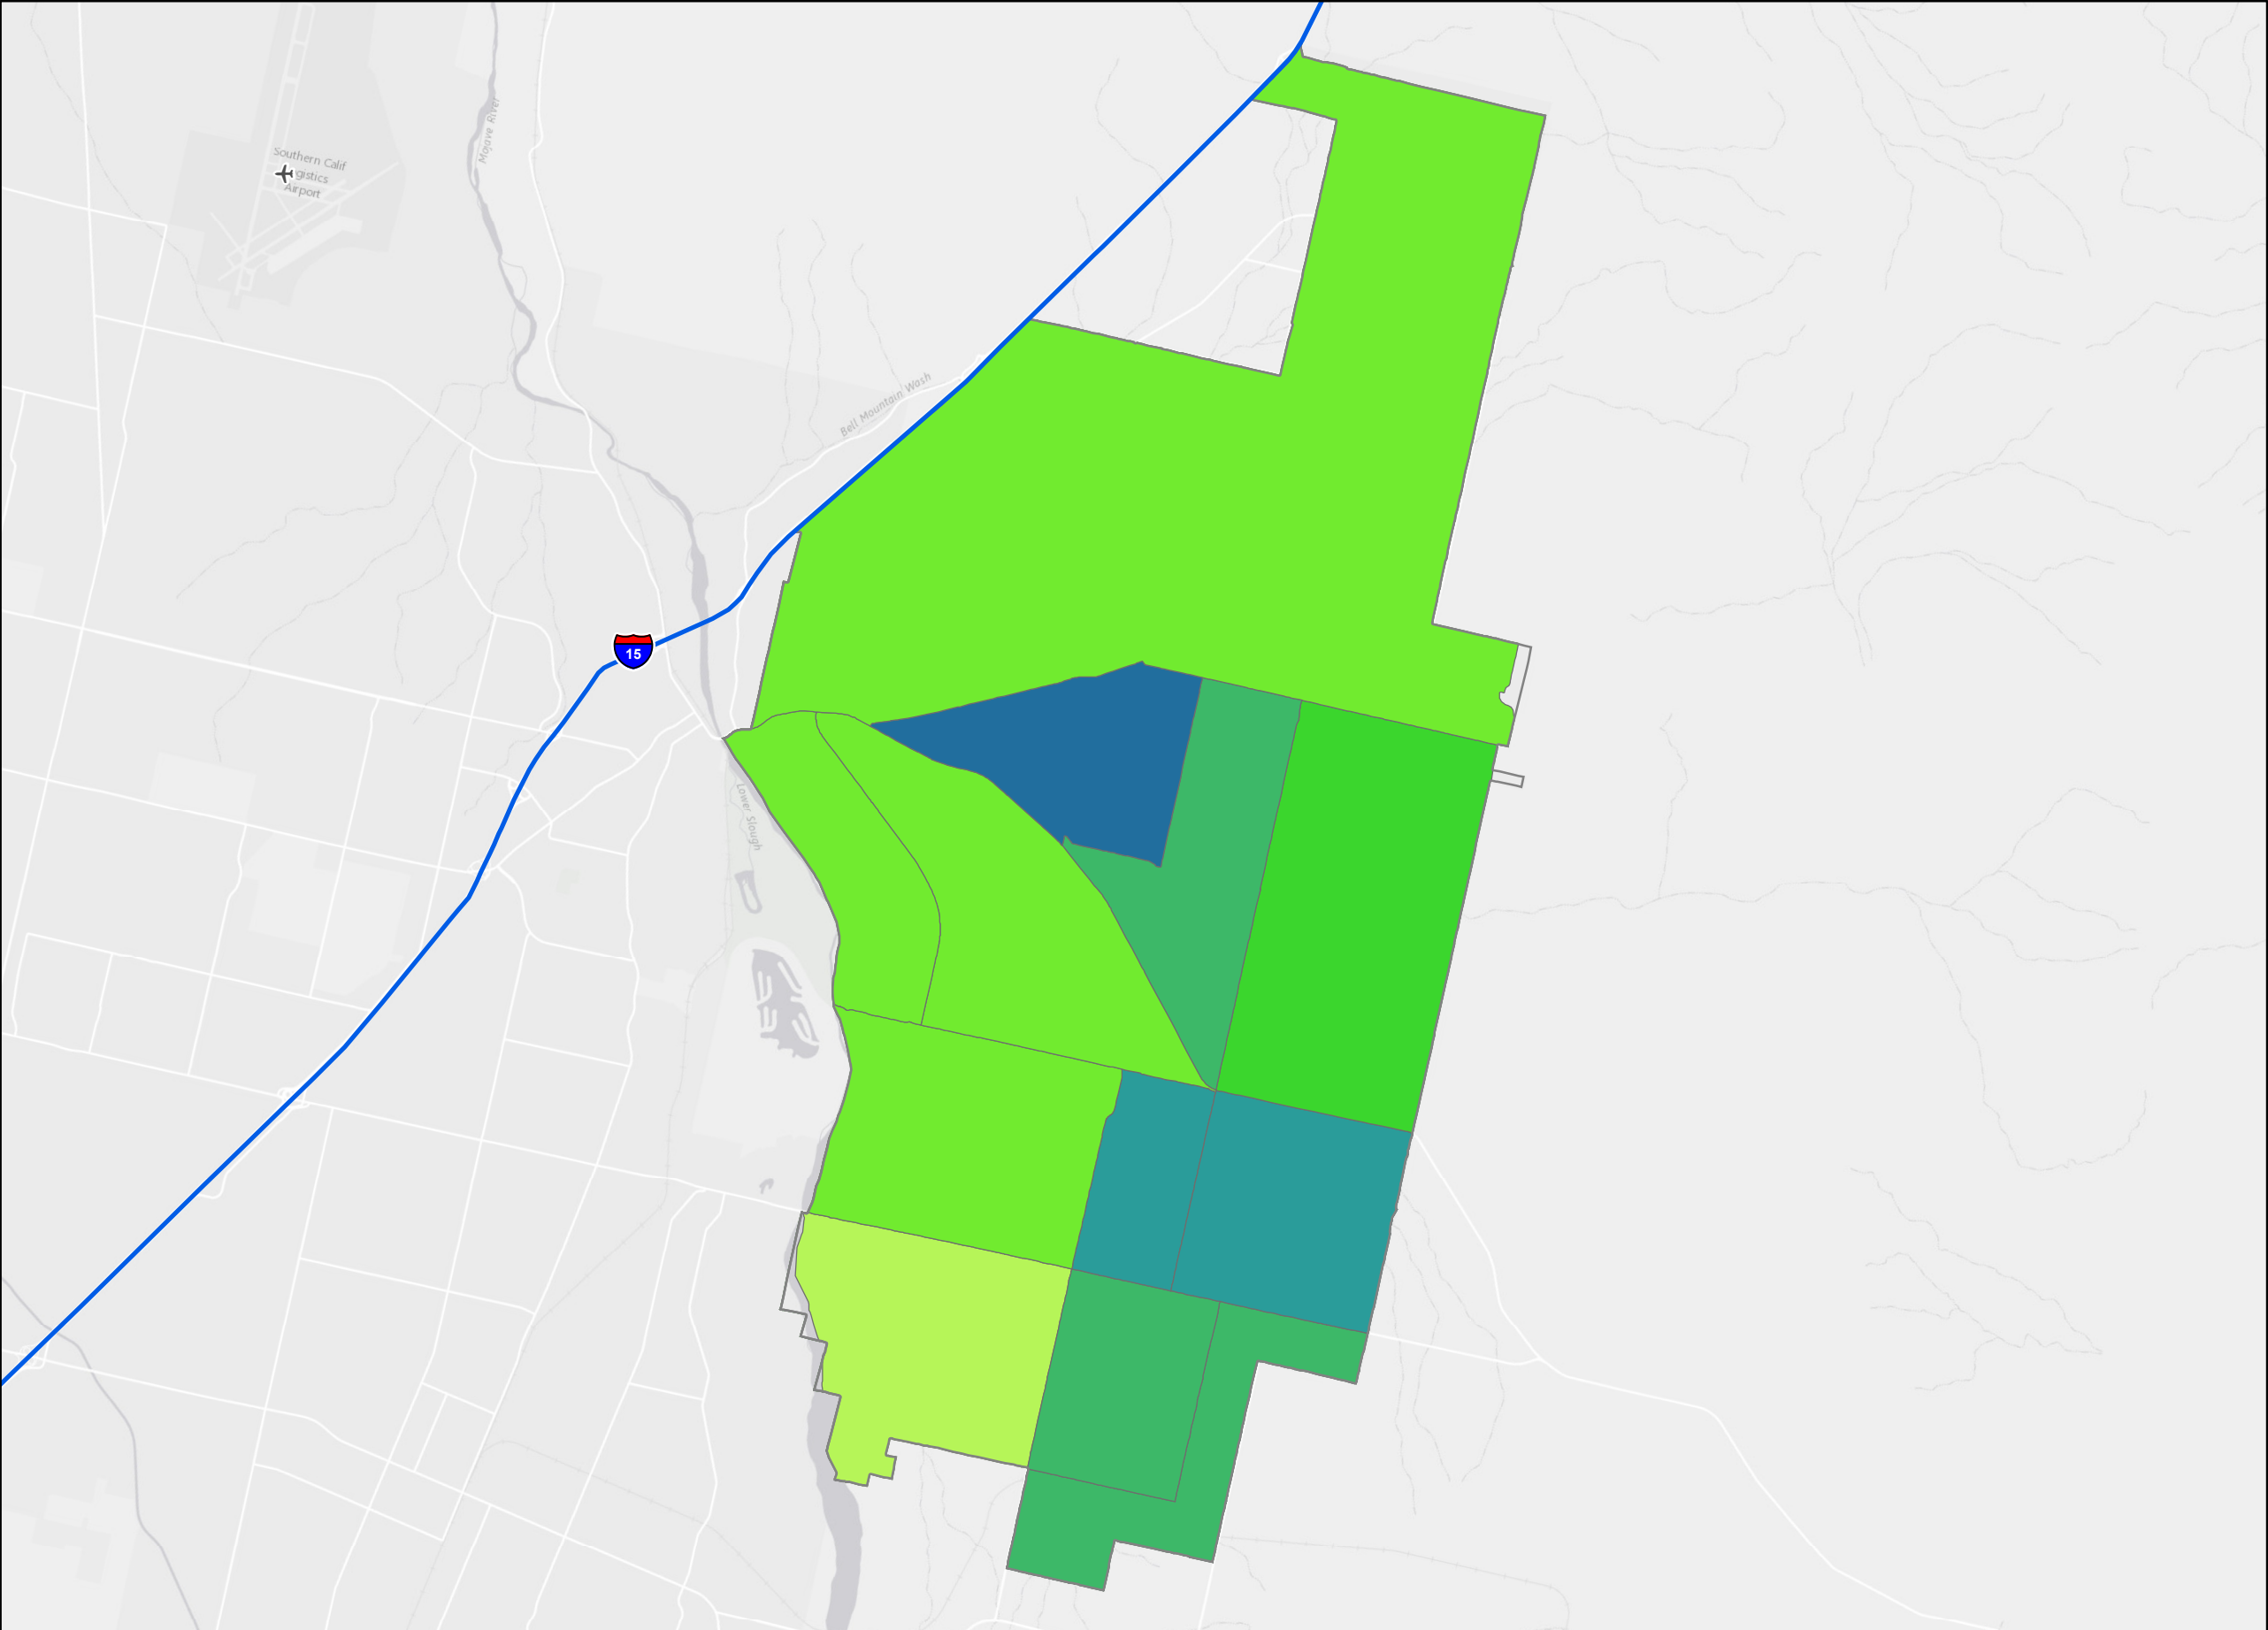 Mojave River
Southern Calif
gistics
Airport
Bell Mountain Wash
15
Lower Slough